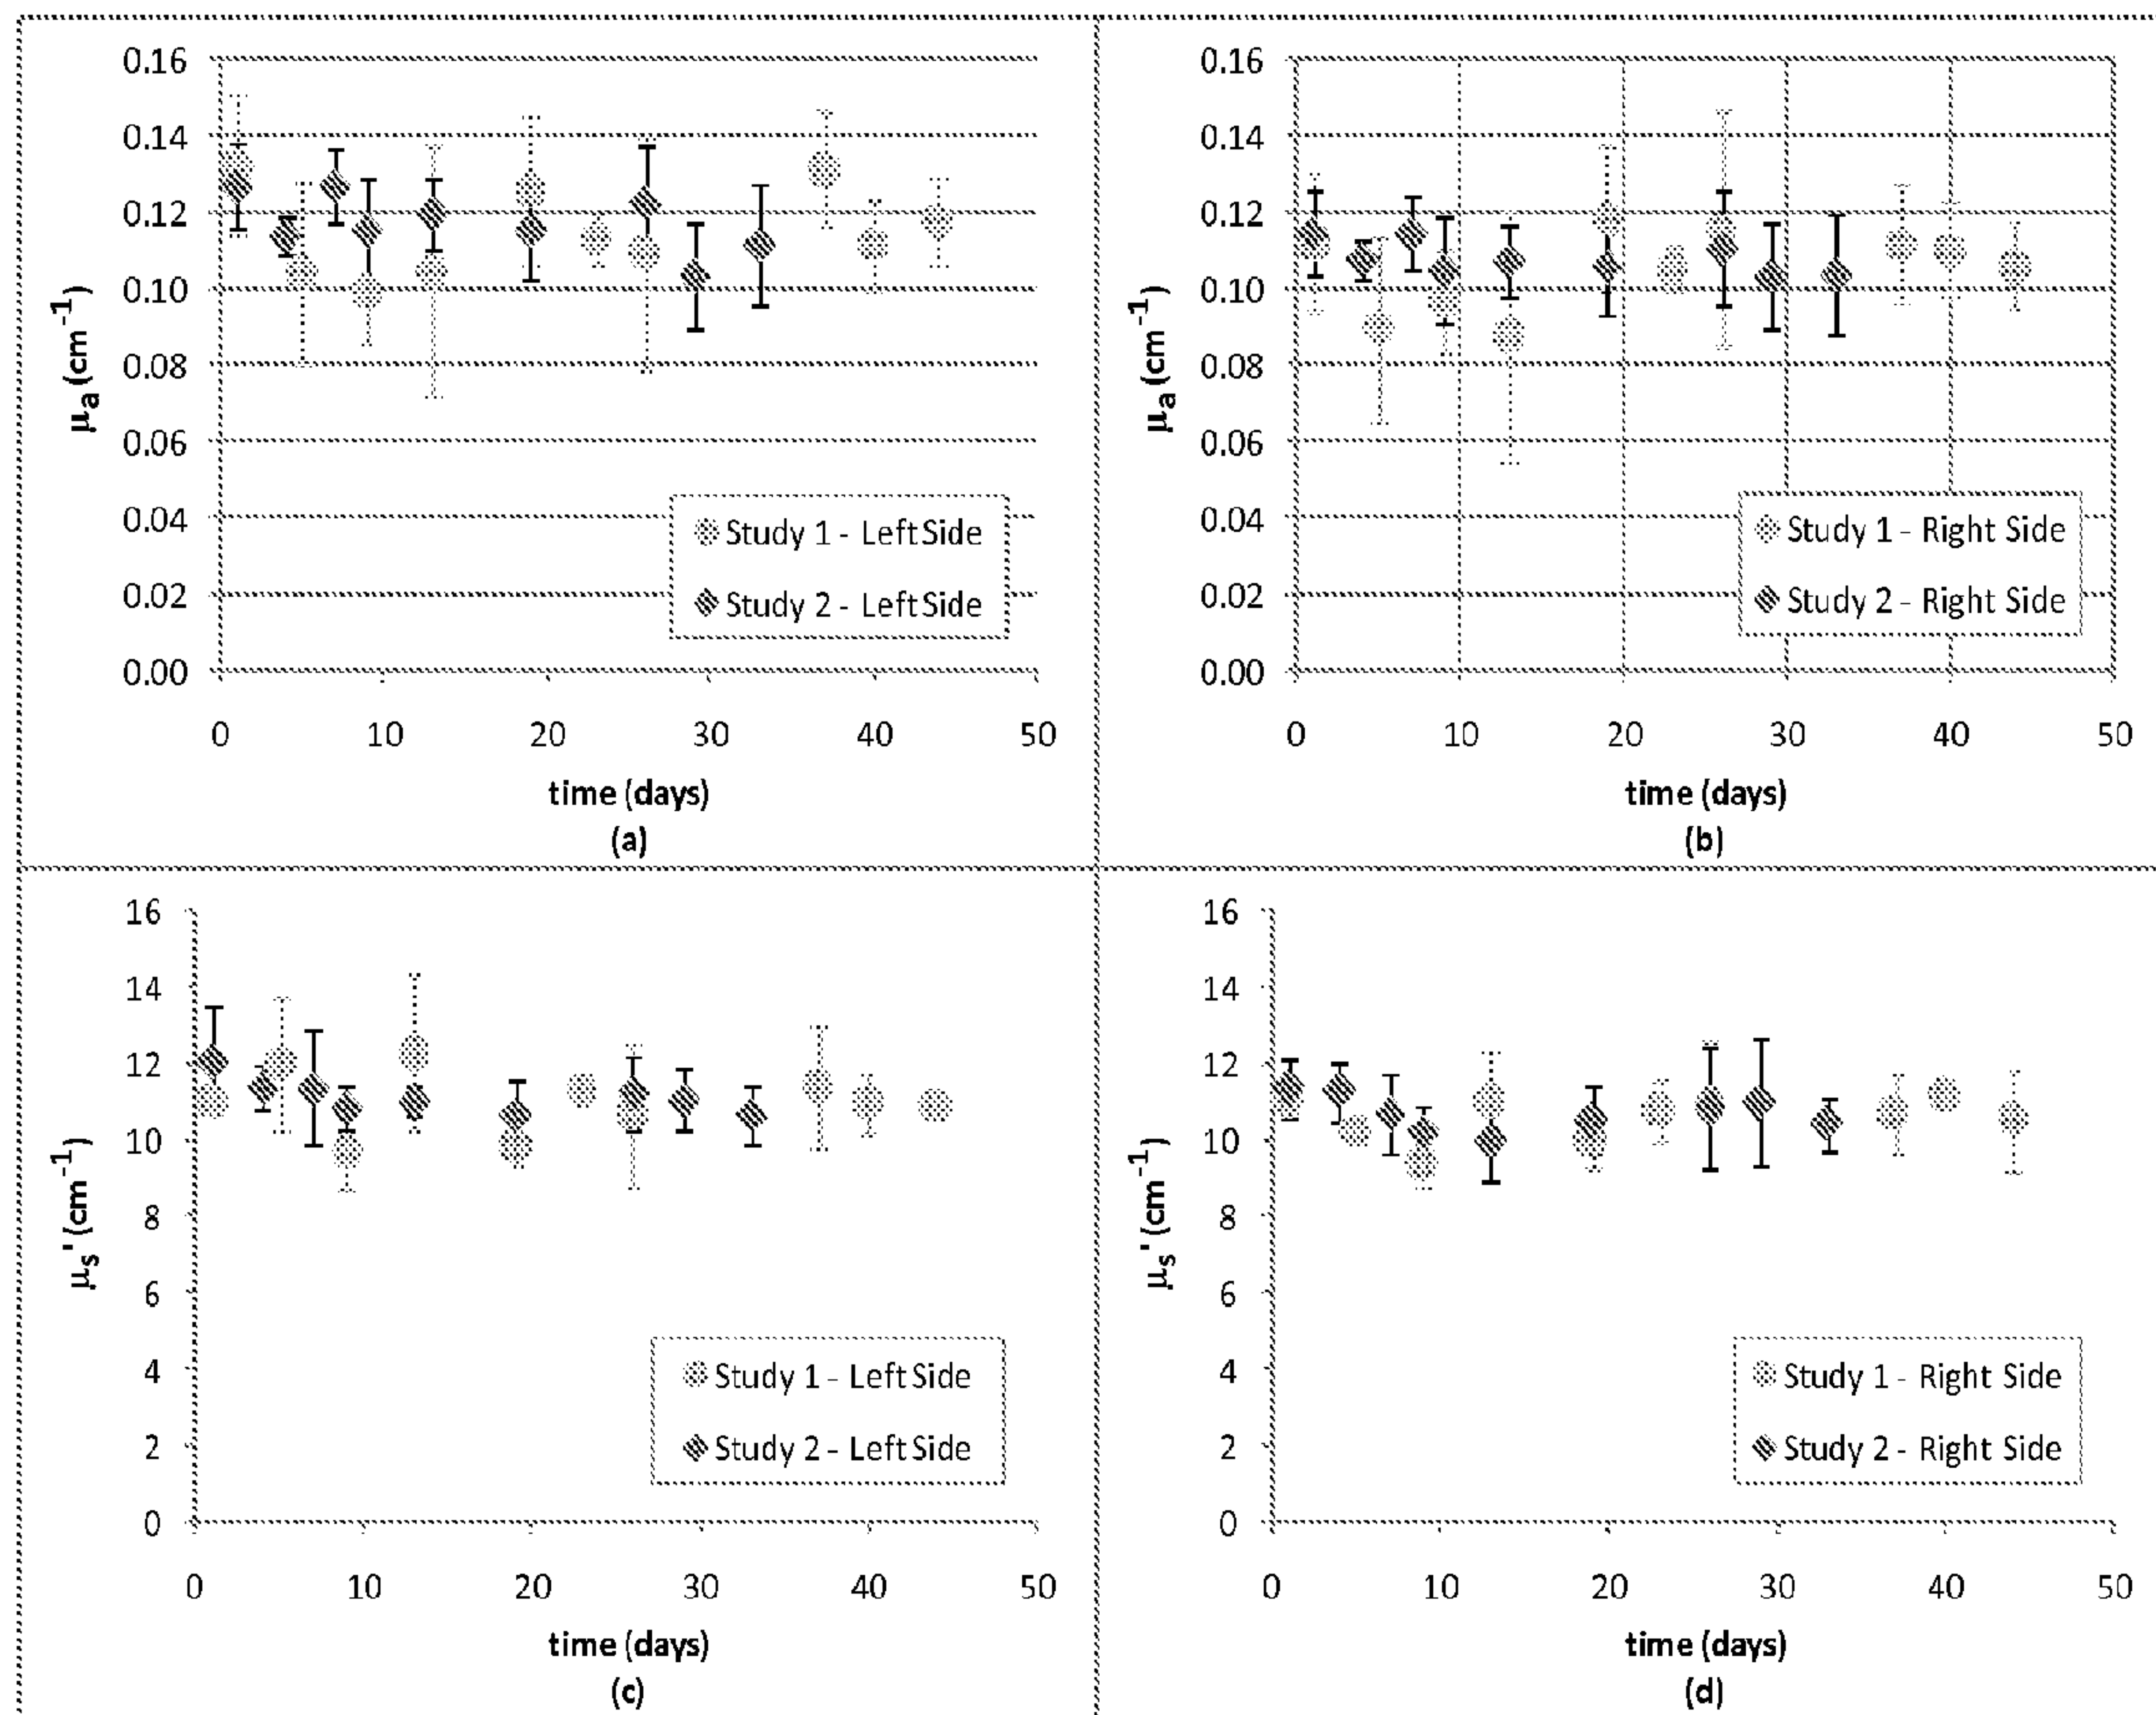 0.16
0.14
0.12
0.10
0.08
0.06
0.04
0.02
0.00
μa (cm⁻¹)
Study 1 - Left Side
Study 2 - Left Side
0 10 20 30 40 50
time (days)
(a)
0.16
0.14
0.12
0.10
0.08
0.06
0.04
0.02
0.00
μa (cm⁻¹)
Study 1 - Right Side
Study 2 - Right Side
0 10 20 30 40 50
time (days)
(b)
16
14
12
10
8
6
4
2
0
μs' (cm⁻¹)
Study 1 - Left Side
Study 2 - Left Side
0 10 20 30 40 50
time (days)
(c)
16
14
12
10
8
6
4
2
0
μs' (cm⁻¹)
Study 1 - Right Side
Study 2 - Right Side
0 10 20 30 40 50
time (days)
(d)